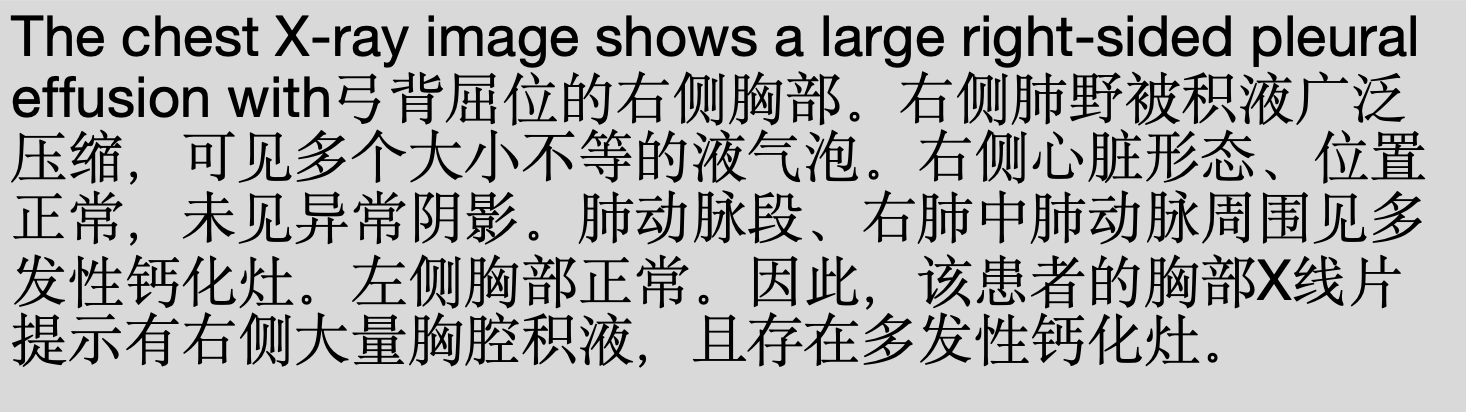 The chest X-ray image shows a large right-sided pleural
effusion with弓背屈位的右侧胸部。右侧肺野被积液广泛
压缩，可见多个大小不等的液气泡。右侧心脏形态、位置
正常，未见异常阴影。肺动脉段、右肺中肺动脉周围见多
发性钙化灶。左侧胸部正常。因此，该患者的胸部X线片
提示有右侧大量胸腔积液，且存在多发性钙化灶。